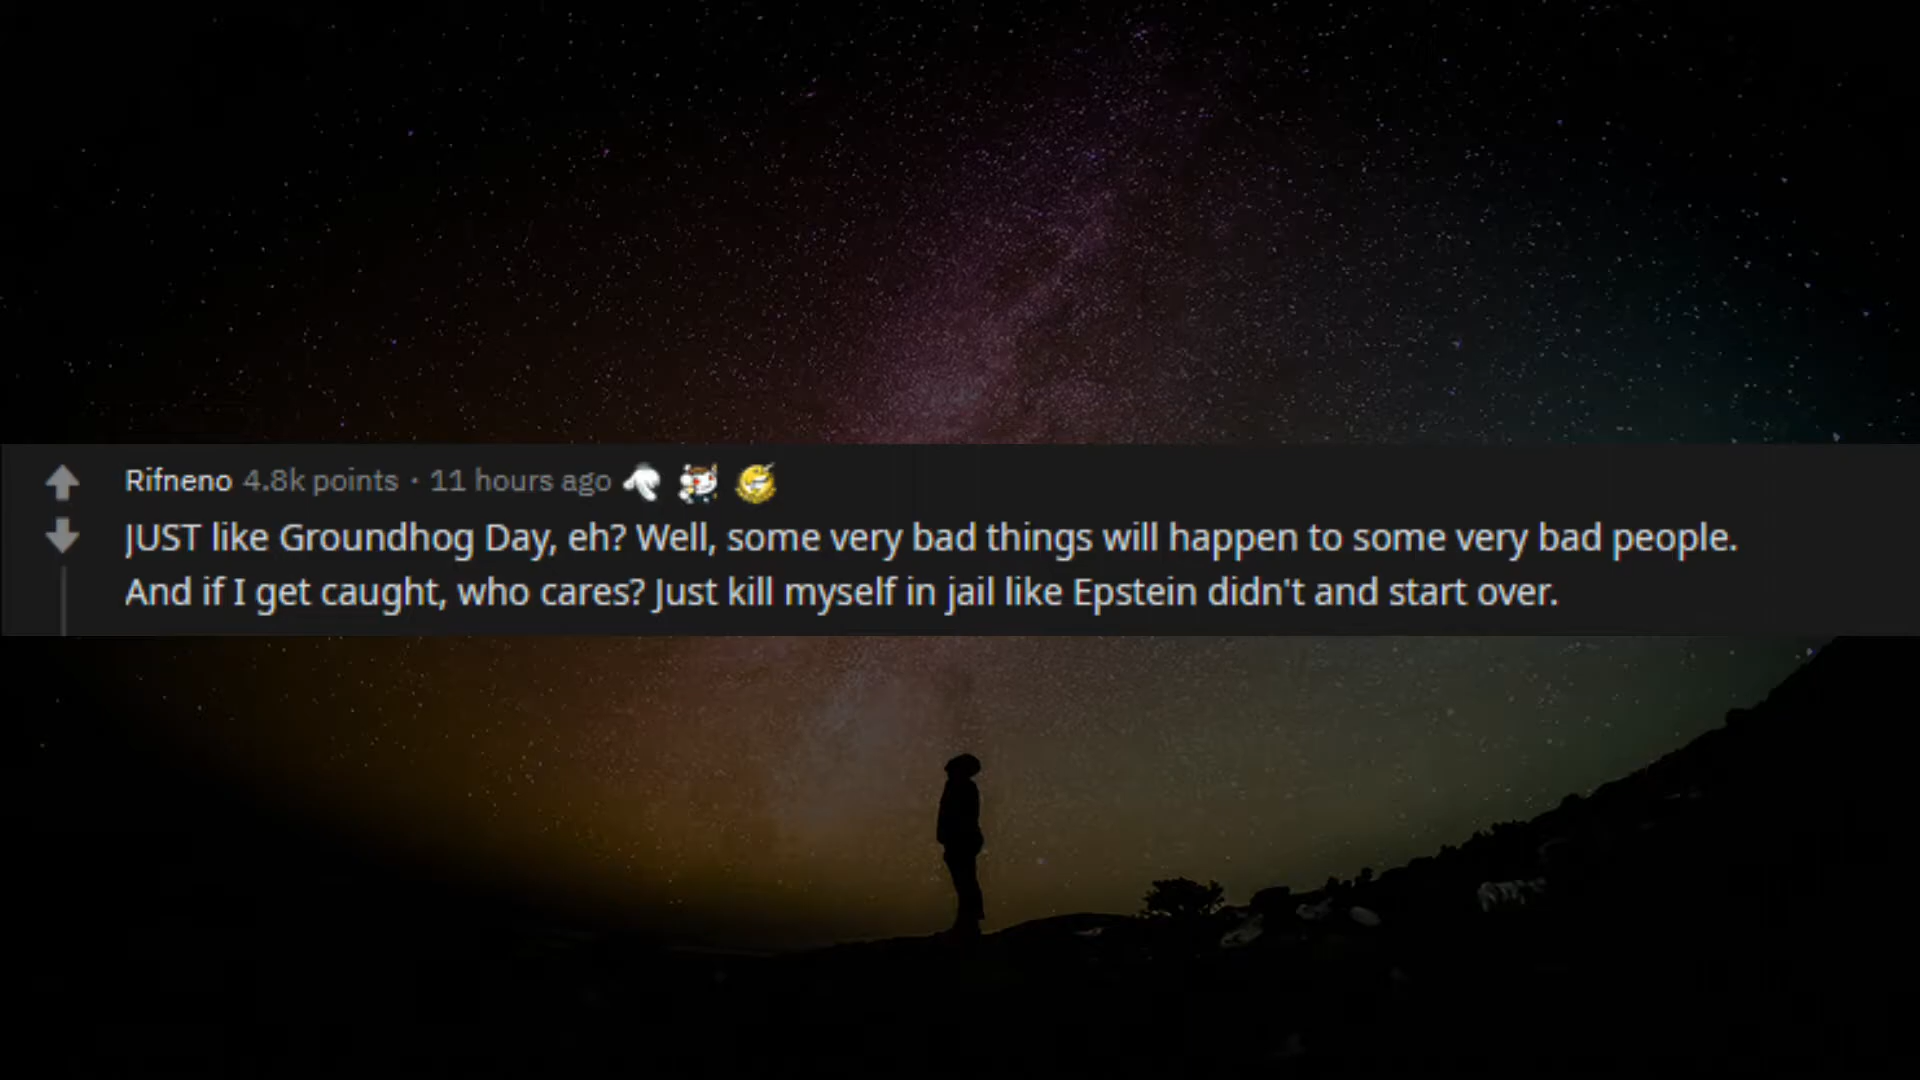 Rifneno 4.8k points · 11 hours ago
JUST like Groundhog Day, eh? Well, some very bad things will happen to some very bad people.
And if I get caught, who cares? Just kill myself in jail like Epstein didn't and start over.